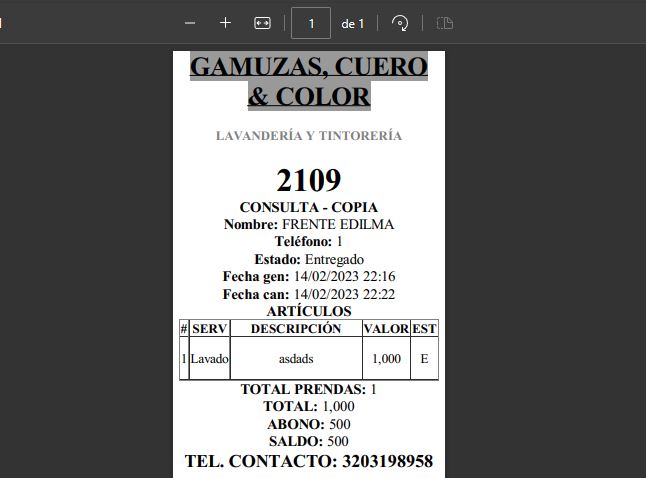 1 de 1
GAMUZAS, CUERO
& COLOR
LAVANDERÍA Y TINTORERÍA
2109
CONSULTA - COPIA
Nombre: FRENTE EDILMA
Teléfono: 1
Estado: Entregado
Fecha gen: 14/02/2023 22:16
Fecha can: 14/02/2023 22:22
ARTÍCULOS
# SERV DESCRIPCIÓN VALOR EST
1 Lavado asdads 1,000 E
TOTAL PRENDAS: 1
TOTAL: 1,000
ABONO: 500
SALDO: 500
TEL. CONTACTO: 3203198958